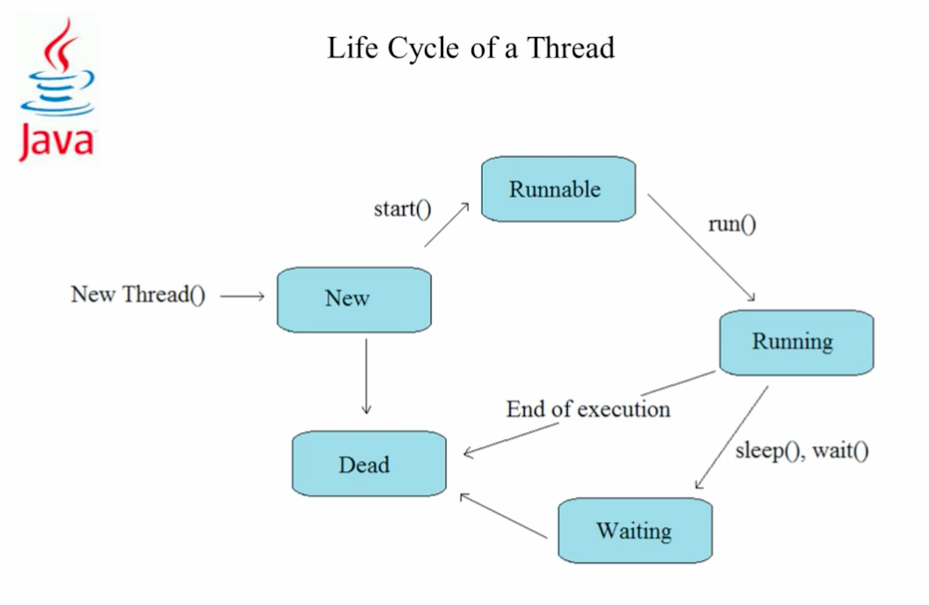 Java
Life Cycle of a Thread
Runnable
start()
run()
New Thread()
New
Running
End of execution
Dead
sleep(), wait()
Waiting